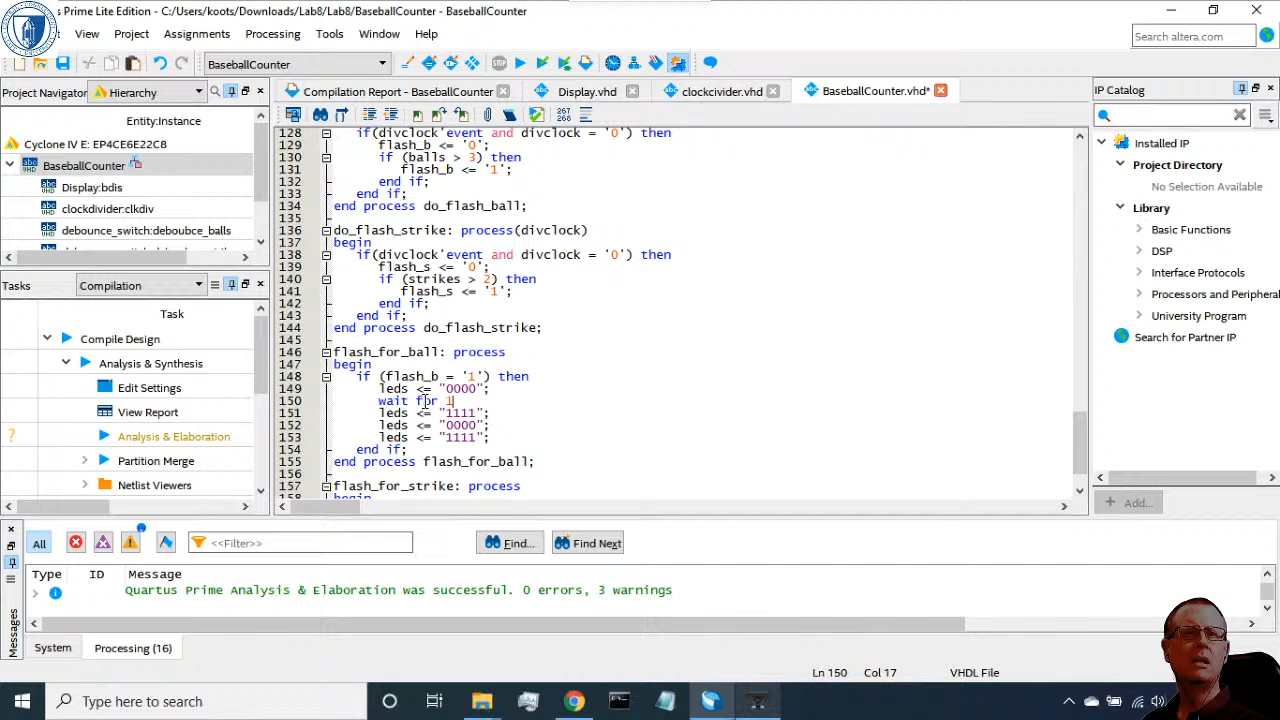 s Prime Lite Edition - C:/Users/koots/Downloads/Lab8/Lab8/BaseballCounter - BaseballCounter
View Project Assignments Processing Tools Window Help
Search altera.com
BaseballCounter
Project Navigator Hierarchy
Compilation Report - BaseballCounter Display.vhd clockcivider.vhd BaseballCounter.vhd*
IP Catalog
Entity:Instance
Cyclone IV E: EP4CE6E22C8
BaseballCounter
Display:bdis
clockdivider:clkdiv
debounce_switch:deboubce_balls
Tasks Compilation
Task
Compile Design
Analysis & Synthesis
Edit Settings
View Report
? Analysis & Elaboration
Partition Merge
Netlist Viewers
267
268
128 if(divclock'event and divclock = '0') then
129 flash_b <= '0';
130 if (balls > 3) then
131 flash_b <= '1';
132 end if;
133 end if;
134 end process do_flash_ball;
135
136 do_flash_strike: process(divclock)
137 begin
138 if(divclock'event and divclock = '0') then
139 flash_s <= '0';
140 if (strikes > 2) then
141 flash_s <= '1';
142 end if;
143 end if;
144 end process do_flash_strike;
145
146 flash_for_ball: process
147 begin
148 if (flash_b = '1') then
149 leds <= "0000";
150 wait for 1
151 leds <= "1111";
152 leds <= "0000";
153 leds <= "1111";
154 end if;
155 end process flash_for_ball;
156
157 flash_for_strike: process
158 begin
Installed IP
Project Directory
No Selection Available
Library
Basic Functions
DSP
Interface Protocols
Processors and Periphera
University Program
Search for Partner IP
+ Add...
All <<Filter>> Find... Find Next
Type ID Message
Quartus Prime Analysis & Elaboration was successful. 0 errors, 3 warnings
Messages
System Processing (16)
Ln 150 Col 17 VHDL File
Type here to search